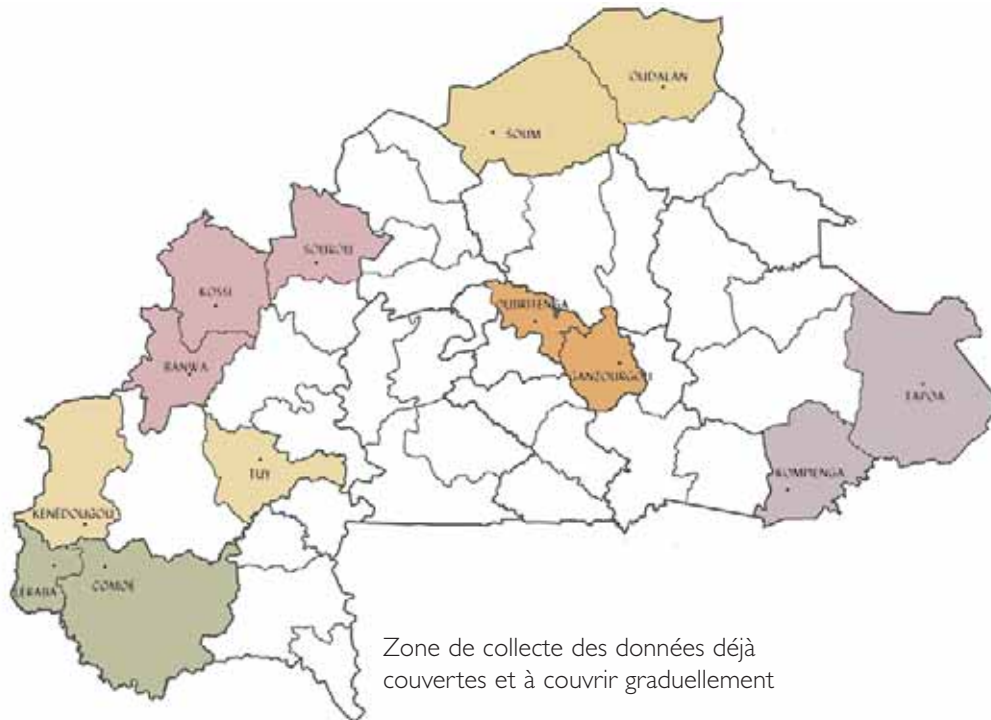 OUDALAN
SOUM
SOUROU
KOSSI
OUBRITENGA
BANWA
GANZOURGOU
TAPOA
TUY
KOMPIENGA
KENEDOUGOU
LERABA
COMOE
Zone de collecte des données déjà
couvertes et à couvrir graduellement